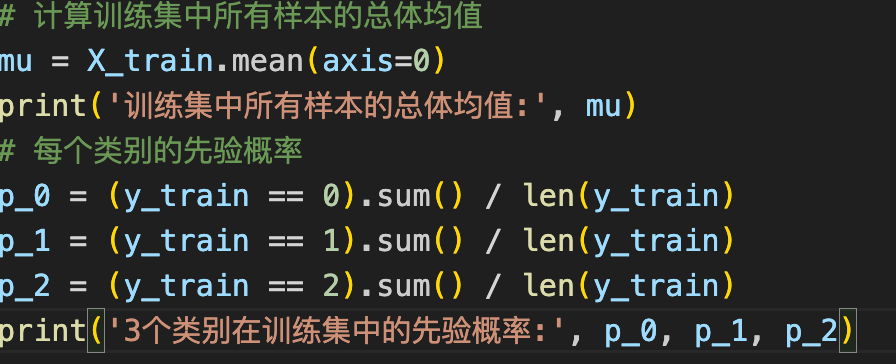 # 计算训练集中所有样本的总体均值
mu = X_train.mean(axis=0)
print('训练集中所有样本的总体均值:', mu)
# 每个类别的先验概率
p_0 = (y_train == 0).sum() / len(y_train)
p_1 = (y_train == 1).sum() / len(y_train)
p_2 = (y_train == 2).sum() / len(y_train)
print('3个类别在训练集中的先验概率:', p_0, p_1, p_2)